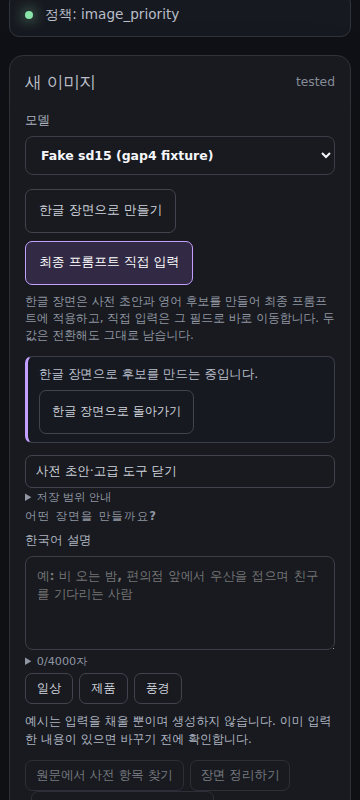 정책: image_priority
새 이미지
tested
모델
Fake sd15 (gap4 fixture)
한글 장면으로 만들기
최종 프롬프트 직접 입력
한글 장면은 사전 초안과 영어 후보를 만들어 최종 프롬프
트에 적용하고, 직접 입력은 그 필드로 바로 이동합니다. 두
값은 전환해도 그대로 남습니다.
한글 장면으로 후보를 만드는 중입니다.
한글 장면으로 돌아가기
사전 초안·고급 도구 닫기
▶ 저장 범위 안내
어떤 장면을 만들까요?
한국어 설명
예: 비 오는 밤, 편의점 앞에서 우산을 접으며 친구
를 기다리는 사람
▶ 0/4000자
일상
제품
풍경
예시는 입력을 채울 뿐이며 생성하지 않습니다. 이미 입력
한 내용이 있으면 바꾸기 전에 확인합니다.
원문에서 사전 항목 찾기
장면 정리하기